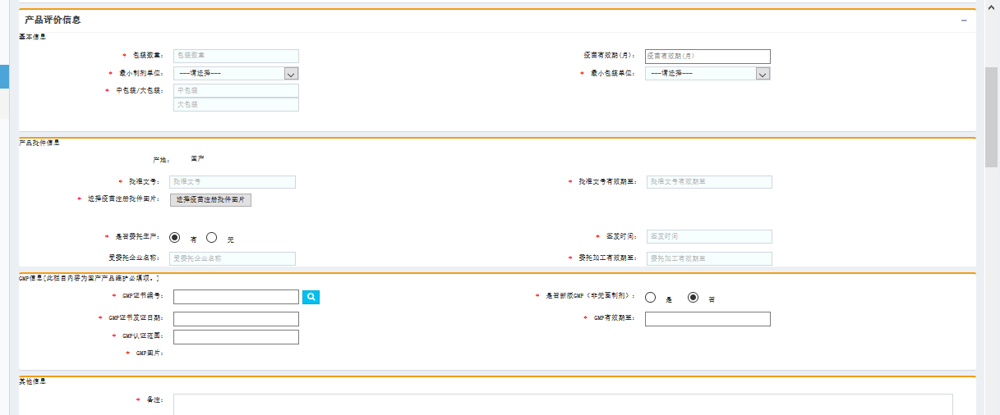 产品评价信息
基本信息
* 包装数量： 包装数量 疫苗有效期(月)： 疫苗有效期(月)
* 最小制剂单位： ---请选择--- * 最小包装单位： ---请选择---
* 中包装/大包装： 中包装
大包装
产品批件信息
产地： 国产
* 批准文号： 批准文号 * 批准文号有效期至： 批准文号有效期至
* 选择疫苗注册批件图片： 选择疫苗注册批件图片
* 是否委托生产： 有 无 * 签发时间： 签发时间
受委托企业名称： 受委托企业名称 * 委托加工有效期至： 委托加工有效期至
GMP信息[此栏目内容为国产产品维护必填项。]
* GMP证书编号： * 是否新版GMP（非无菌制剂）： 是 否
* GMP证书发证日期： * GMP有效期至：
* GMP认证范围：
* GMP图片：
其他信息
* 备注：